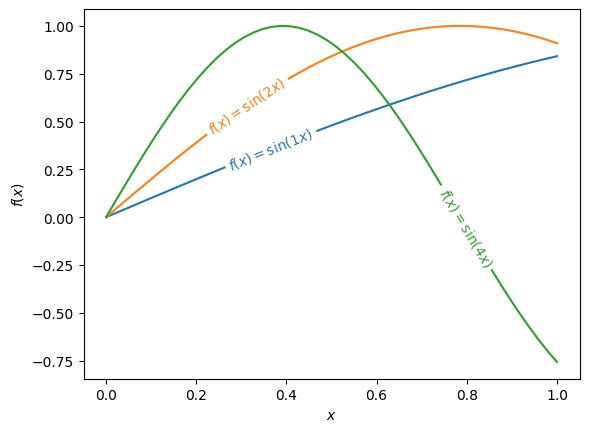 1.00
0.75
0.50
0.25
0.00
−0.25
−0.50
−0.75
f(x)
f(x) = sin(2x)
f(x) = sin(1x)
f(x) = sin(4x)
0.0 0.2 0.4 0.6 0.8 1.0
x